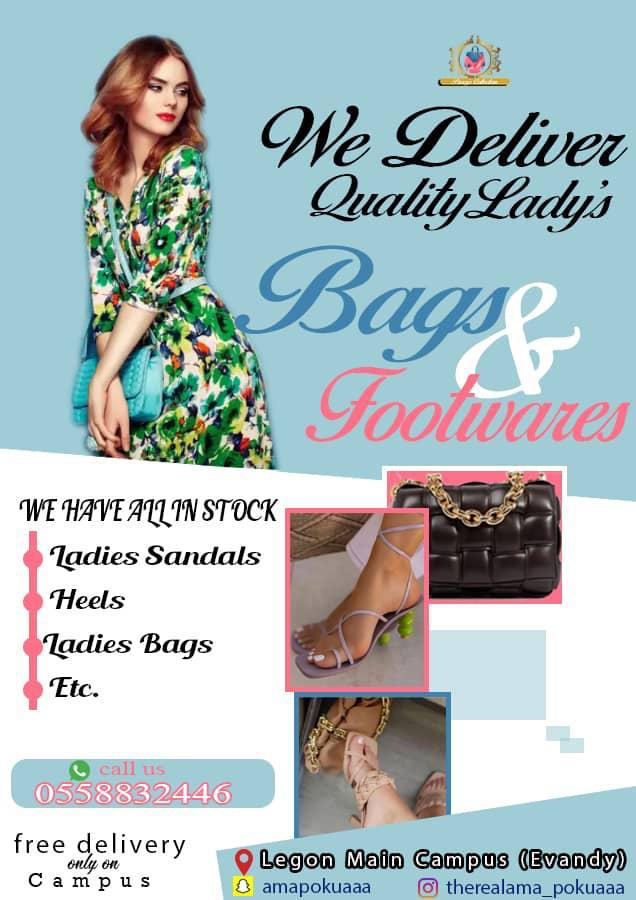 We Deliver
Quality Lady's
Bags
&
Footwares
WE HAVE ALL IN STOCK
Ladies Sandals
Heels
Ladies Bags
Etc.
call us
0558832446
free delivery
only on
Campus
Legon Main Campus (Evandy)
amapokuaaa
therealama_pokuaaa